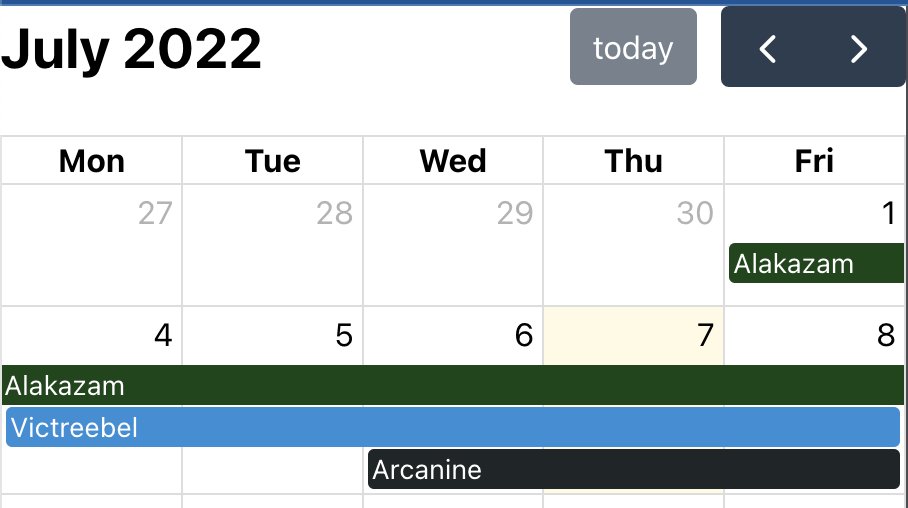 July 2022 today < >
Mon Tue Wed Thu Fri
27 28 29 30 1
Alakazam
4 5 6 7 8
Alakazam
Victreebel
Arcanine